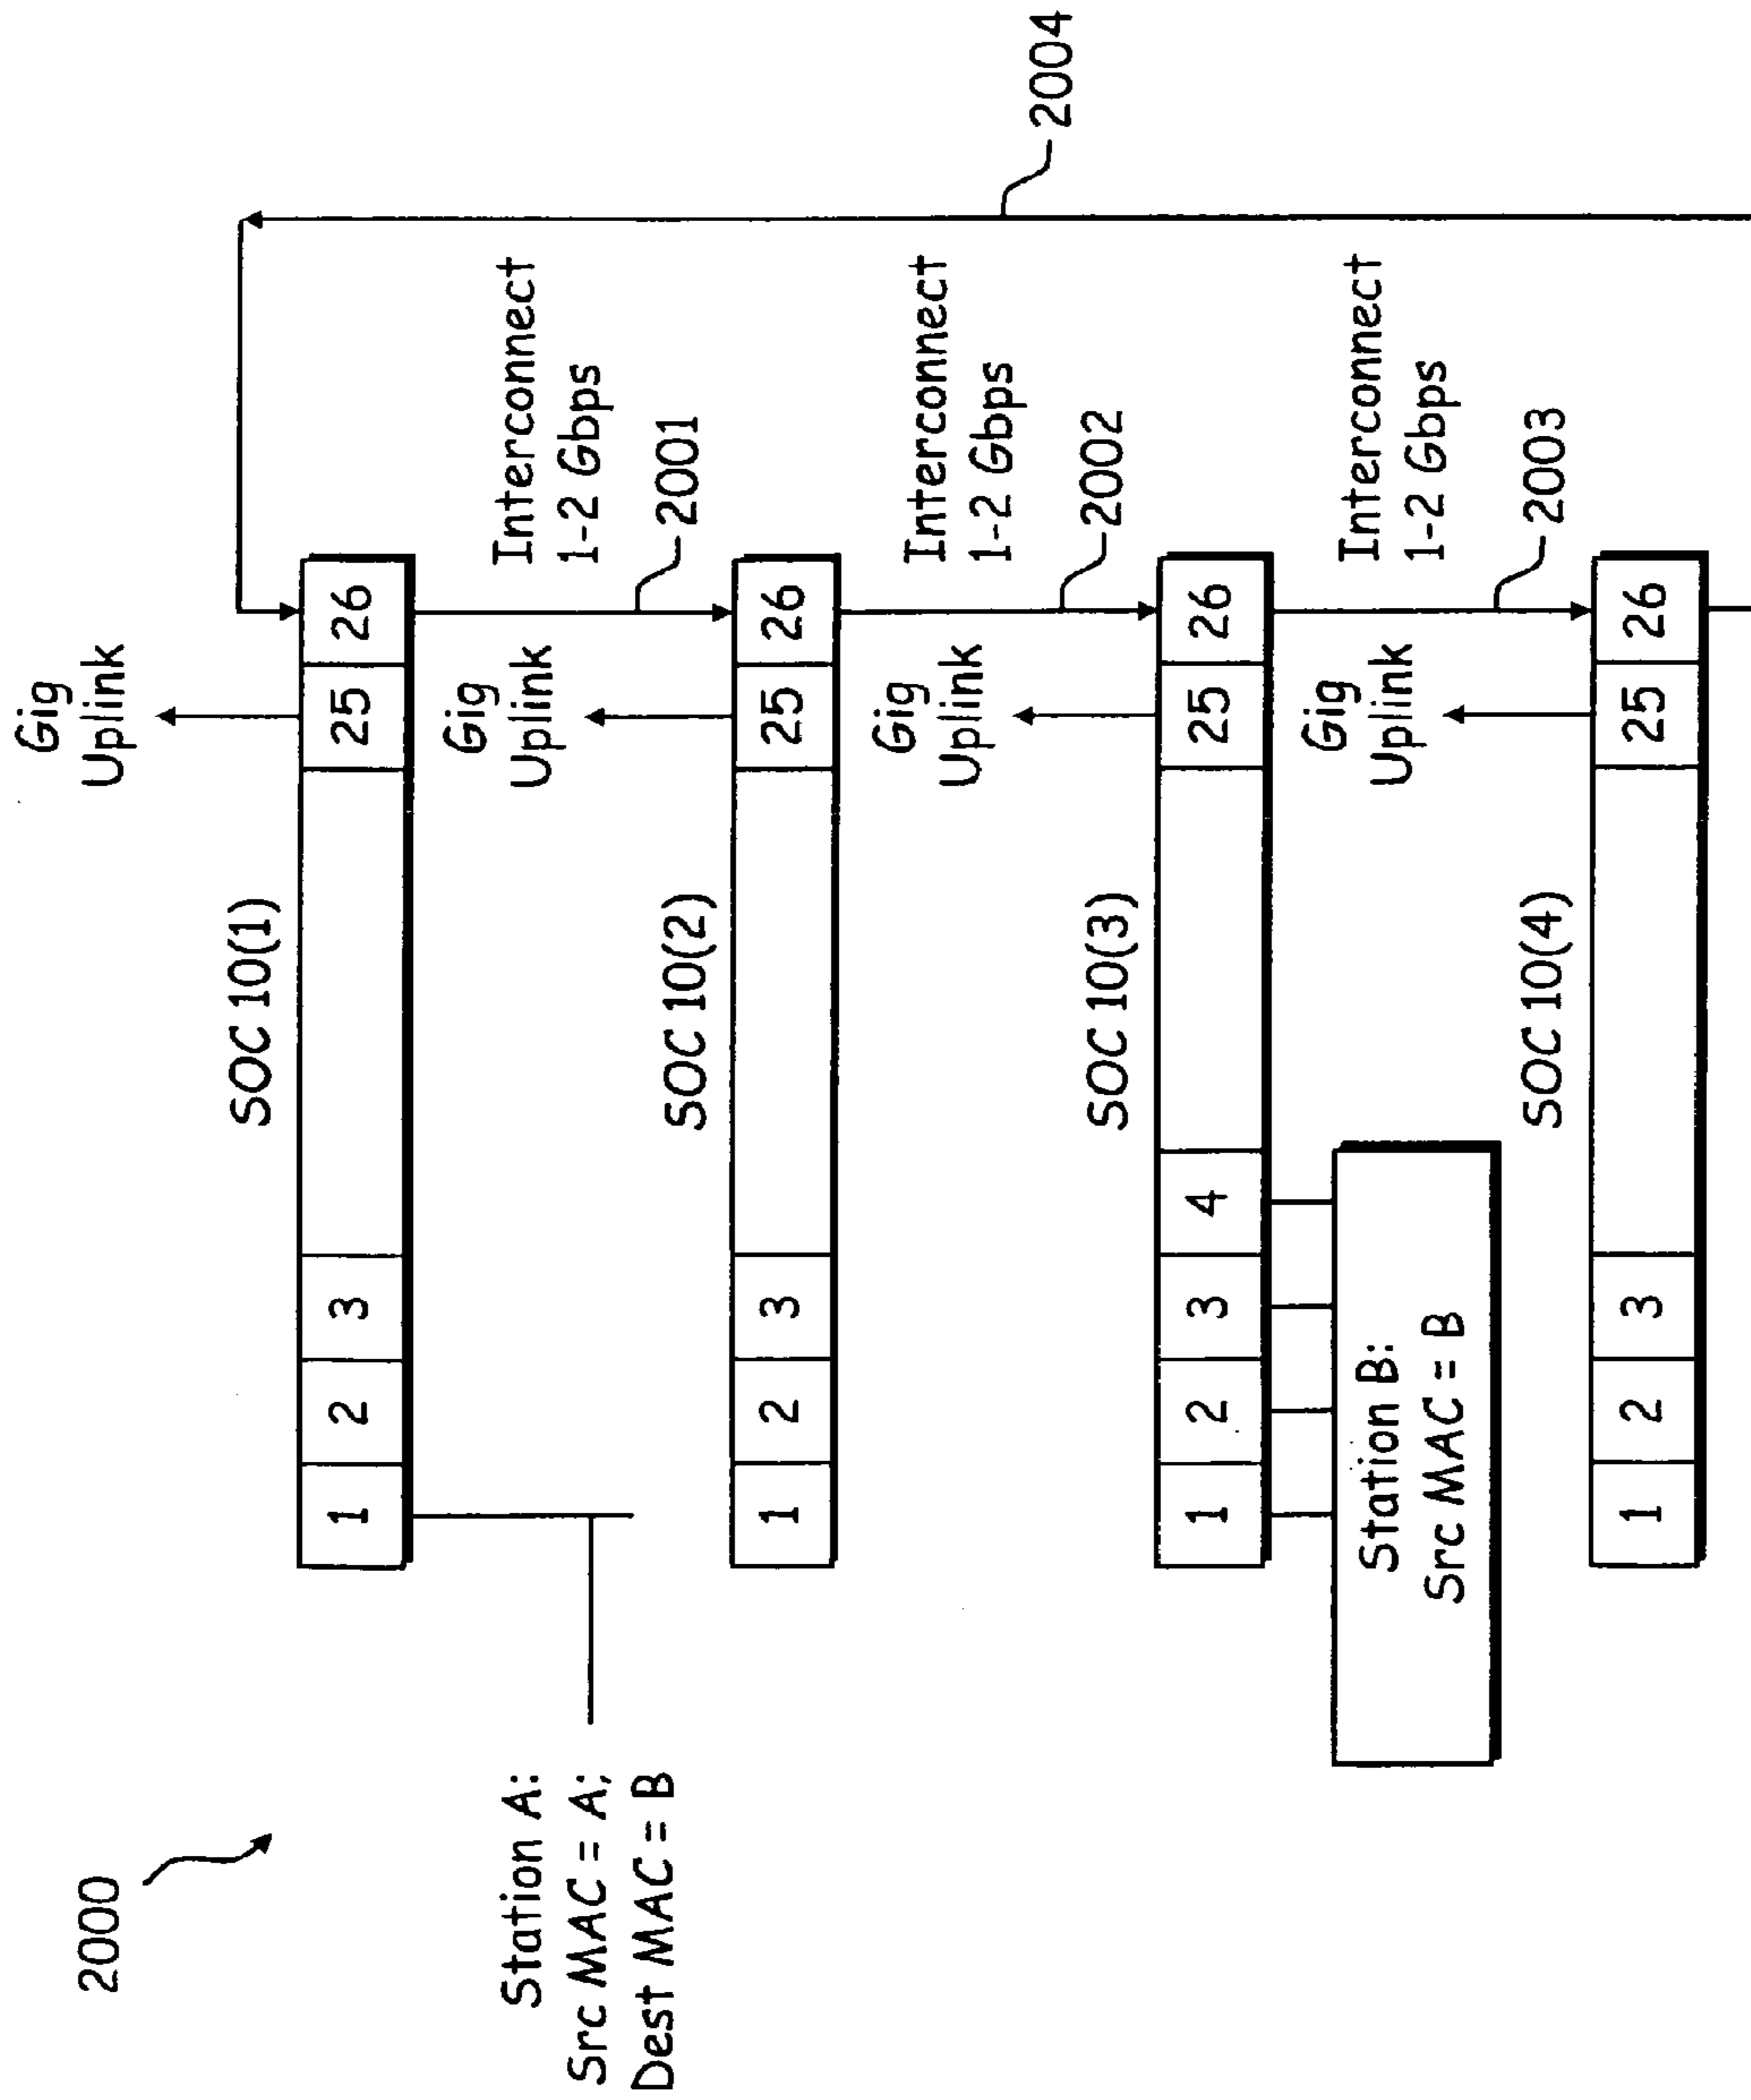 2000
Gig
Uplink
SOC 10(1)
1 2 3 25 26
Station A:
Src MAC = A;
Dest MAC = B
Gig
Uplink
Interconnect
1-2 Gbps
2001
SOC 10(2)
1 2 3 25 26
Gig
Uplink
Interconnect
1-2 Gbps
2002
2004
SOC 10(3)
1 2 3 4 25 26
Station B:
Src MAC = B
Gig
Uplink
Interconnect
1-2 Gbps
2003
SOC 10(4)
1 2 3 25 26